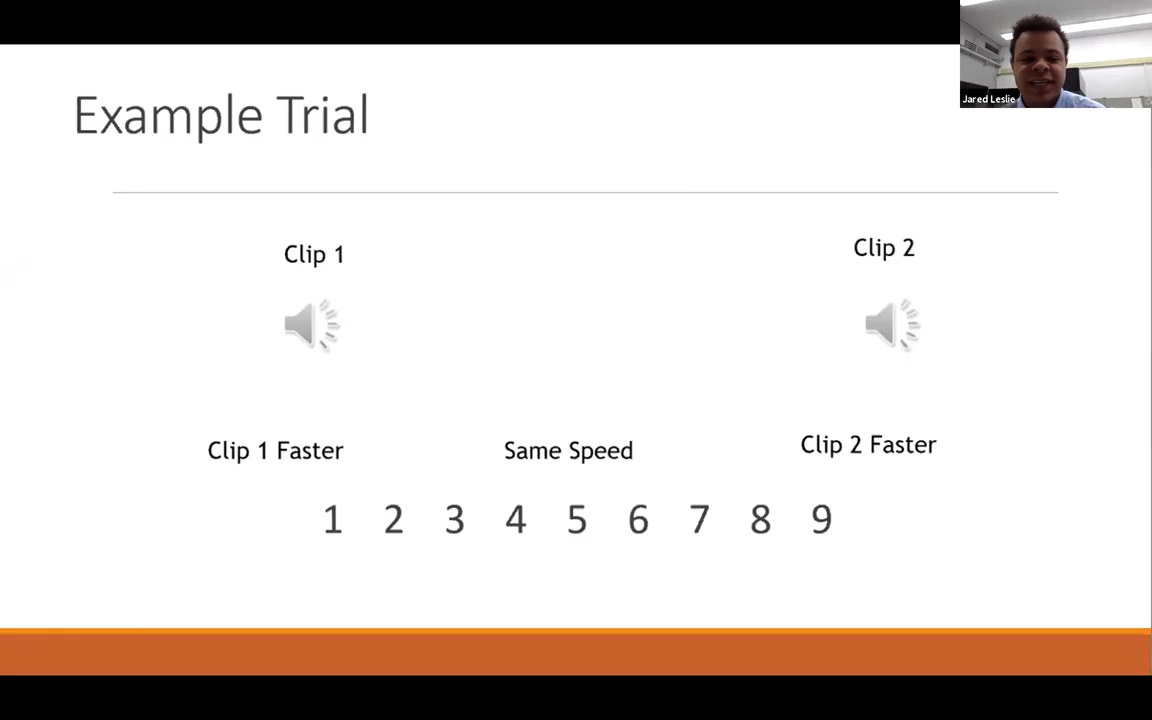 Jared Leslie
Example Trial
Clip 1
Clip 2
Clip 1 Faster
Same Speed
Clip 2 Faster
1 2 3 4 5 6 7 8 9